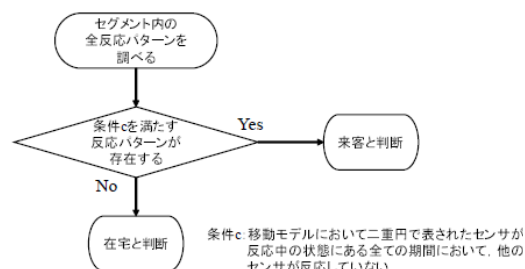 セグメント内の
全反応パターンを
調べる
条件cを満たす
反応パターンが
存在する
Yes
来客と判断
No
在宅と判断
条件c: 移動モデルにおいて二重円で表されたセンサが
反応中の状態にある全ての期間において, 他の
センサが反応していない